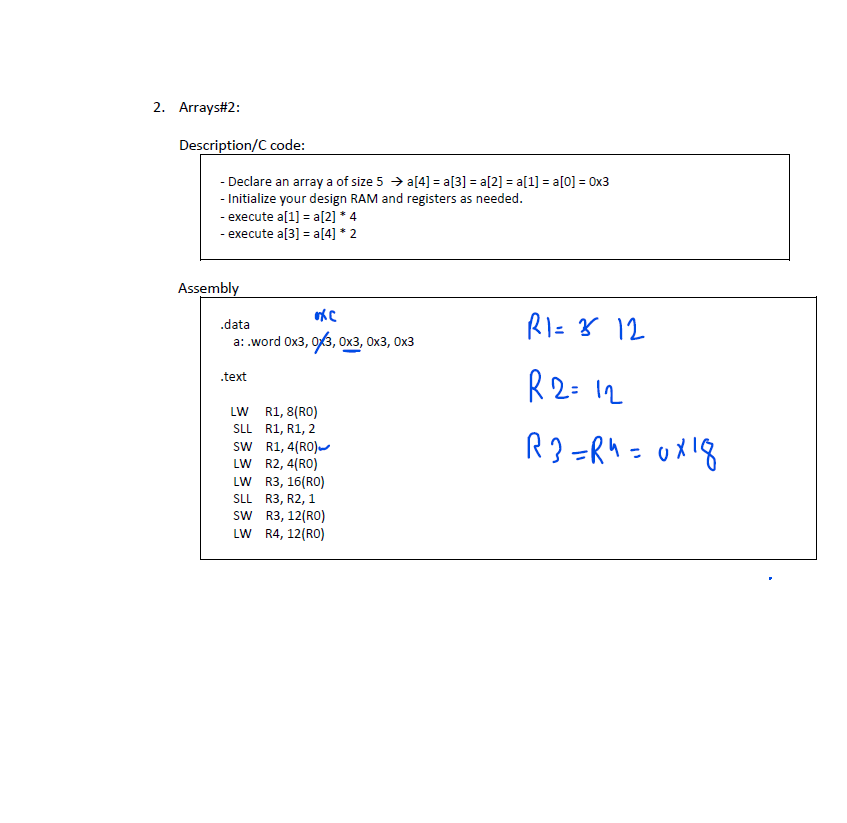 2. Arrays#2:
Description/C code:
- Declare an array a of size 5 → a[4] = a[3] = a[2] = a[1] = a[0] = 0x3
- Initialize your design RAM and registers as needed.
- execute a[1] = a[2] * 4
- execute a[3] = a[4] * 2
Assembly
0xC
.data
a: .word 0x3, 0x3, 0x3, 0x3, 0x3
.text
LW R1, 8(R0)
SLL R1, R1, 2
SW R1, 4(R0)
LW R2, 4(R0)
LW R3, 16(R0)
SLL R3, R2, 1
SW R3, 12(R0)
LW R4, 12(R0)
R1= 3 12
R2= 12
R3 =R4 = 0x18